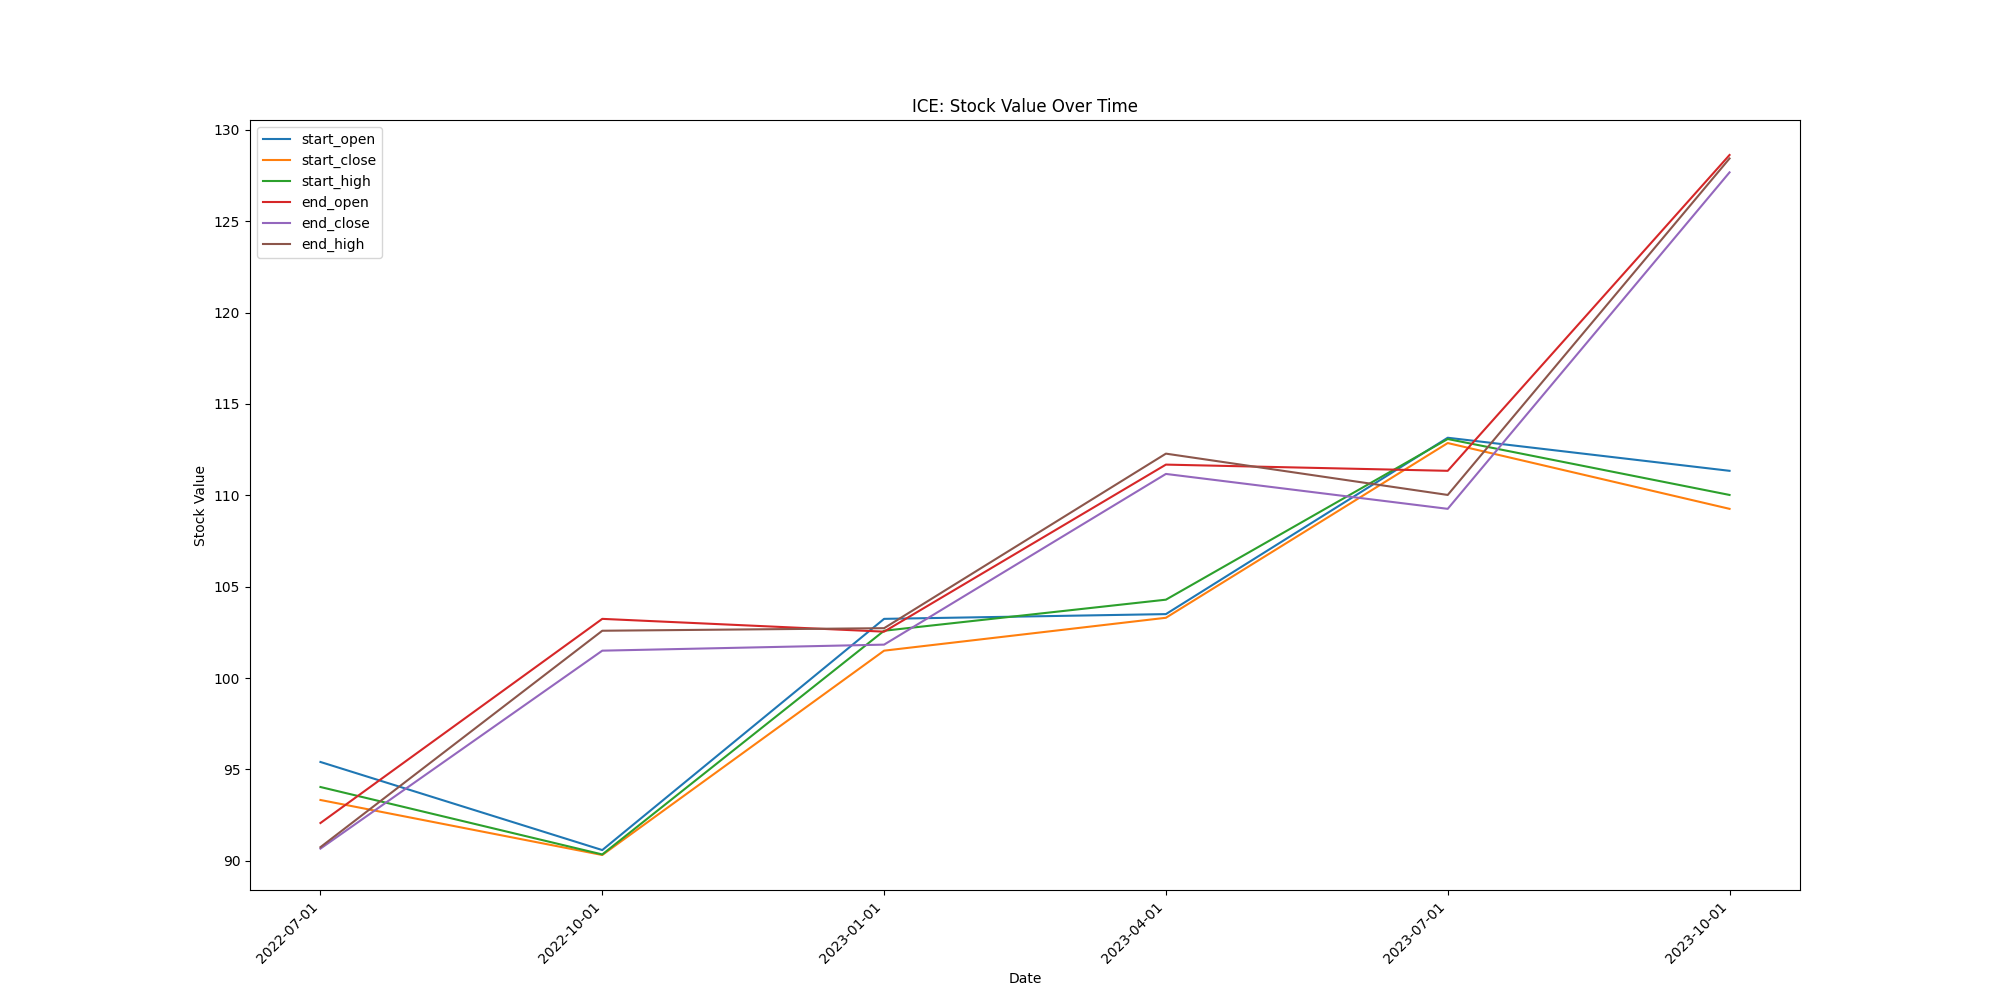 ICE: Stock Value Over Time
start_open
start_close
start_high
end_open
end_close
end_high
130
125
120
115
110
105
100
95
90
Stock Value
2022-07-01
2022-10-01
2023-01-01
2023-04-01
2023-07-01
2023-10-01
Date